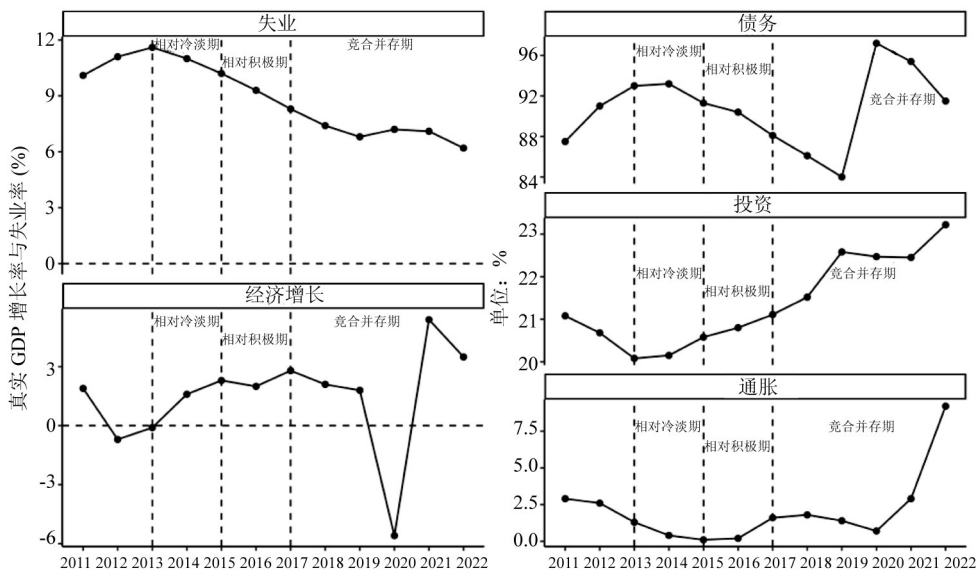 失业
12
9
6
3
0
相对冷淡期
相对积极期
竞合并存期
经济增长
3
0
-3
-6
相对冷淡期
相对积极期
竞合并存期
2011 2012 2013 2014 2015 2016 2017 2018 2019 2020 2021 2022
真实 GDP 增长率与失业率 (%)
债务
96
92
88
84
相对冷淡期
相对积极期
竞合并存期
投资
23
22
21
20
相对冷淡期
相对积极期
竞合并存期
通胀
7.5
5.0
2.5
0.0
相对冷淡期
相对积极期
竞合并存期
2011 2012 2013 2014 2015 2016 2017 2018 2019 2020 2021 2022
单位：%